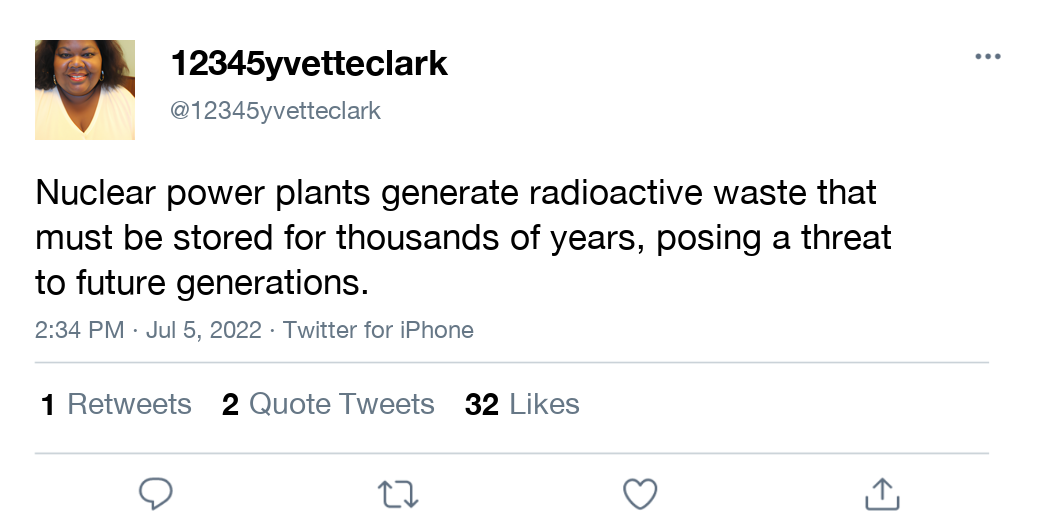 12345yvetteclark
@12345yvetteclark
Nuclear power plants generate radioactive waste that
must be stored for thousands of years, posing a threat
to future generations.
2:34 PM · Jul 5, 2022 · Twitter for iPhone
1 Retweets 2 Quote Tweets 32 Likes